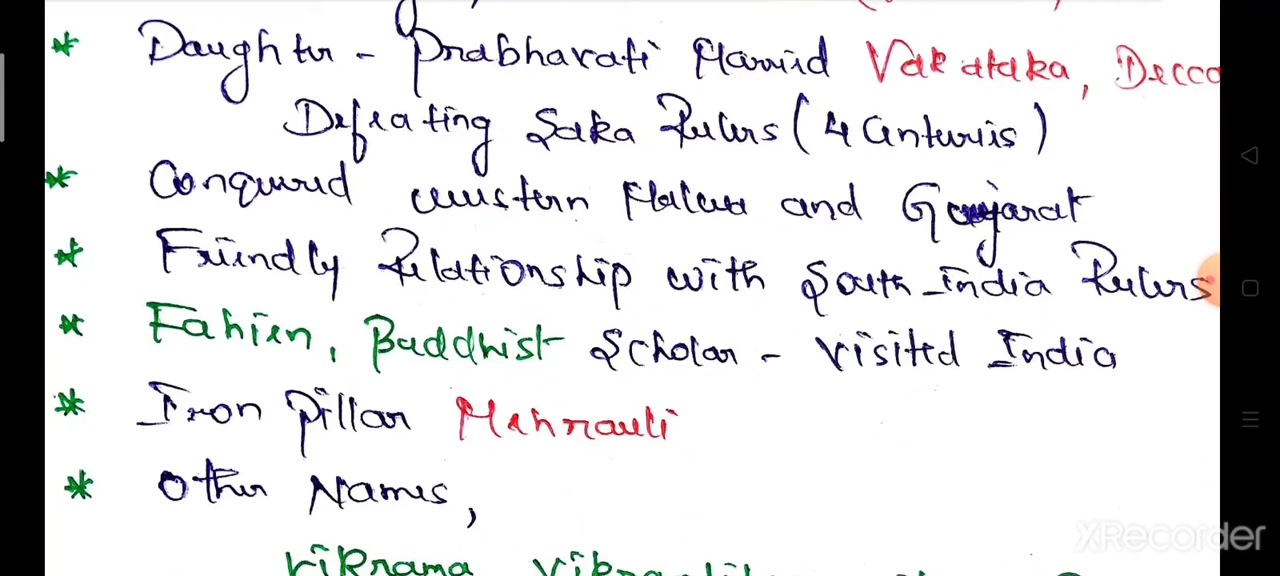 * Daughter - Prabhavati Married Vakataka, Decca
Defeating Saka Rulers (4 Centuries)
* Conquered western Malwa and Gujarat
* Friendly Relationship with South-India Rulers
* Fahien, Buddhist Scholar - visited India
* Iron Pillar Mehrauli
* Other Names,
Vikrama
XRecorder